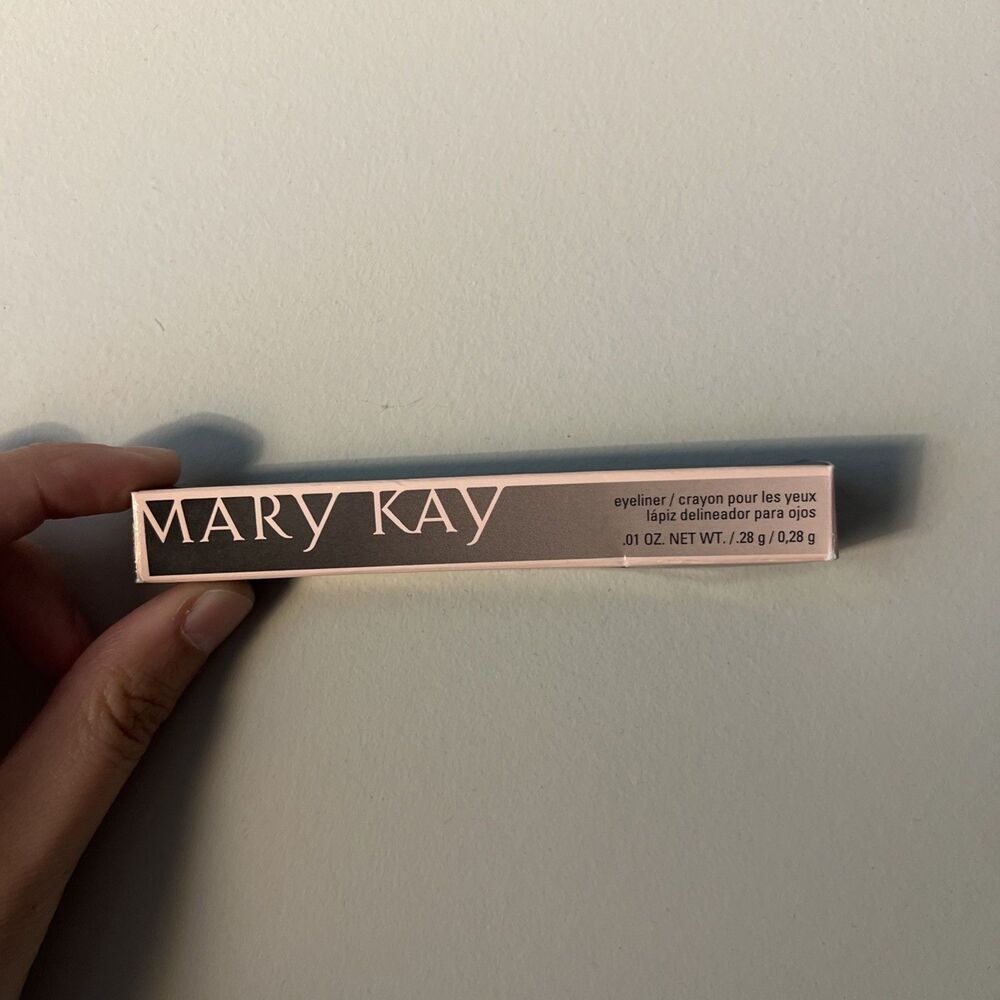 MARY KAY
eyeliner / crayon pour les yeux
lápiz delineador para ojos
.01 OZ. NET WT. / .28 g / 0,28 g